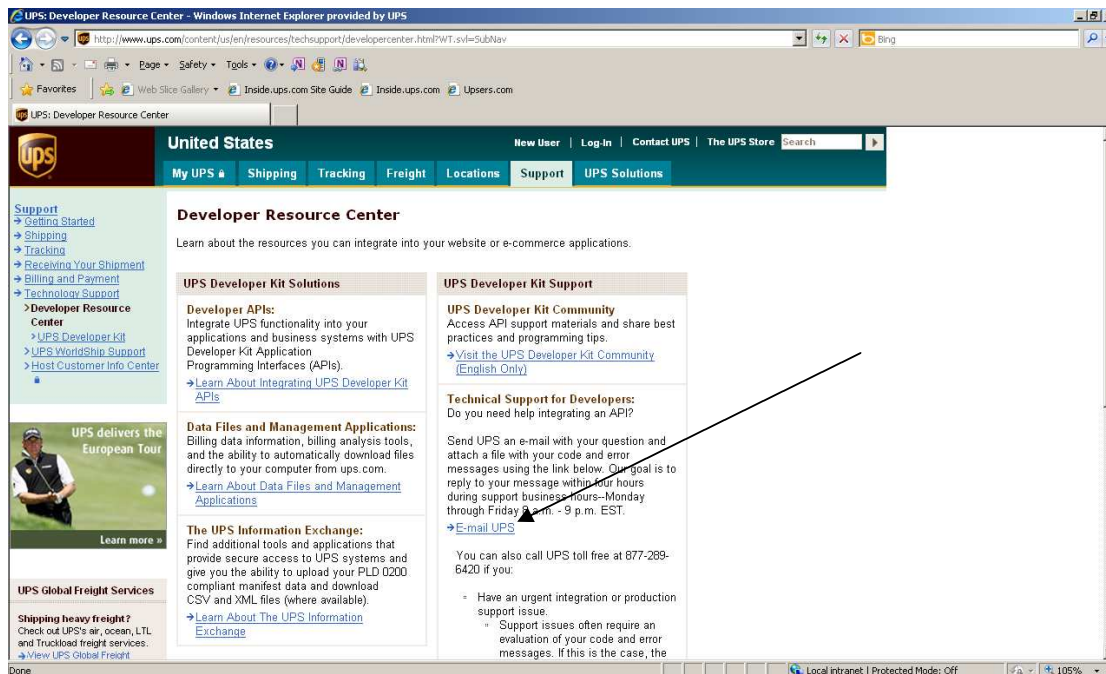 UPS: Developer Resource Center - Windows Internet Explorer provided by UPS
http://www.ups.com/content/us/en/resources/techsupport/developercenter.html?WT.svl=SubNav
Bing
Page Safety Tools
Favorites Web Slice Gallery Inside.ups.com Site Guide Inside.ups.com Upsers.com
UPS: Developer Resource Center
ups
United States
New User | Log-In | Contact UPS | The UPS Store Search
My UPS Shipping Tracking Freight Locations Support UPS Solutions
Support
Getting Started
Shipping
Tracking
Receiving Your Shipment
Billing and Payment
Technology Support
Developer Resource
Center
UPS Developer Kit
UPS WorldShip Support
Host Customer Info Center
UPS delivers the
European Tour
Learn more »
UPS Global Freight Services
Shipping heavy freight?
Check out UPS's air, ocean, LTL
and Truckload freight services.
View UPS Global Freight
Developer Resource Center
Learn about the resources you can integrate into your website or e-commerce applications.
UPS Developer Kit Solutions
Developer APIs:
Integrate UPS functionality into your
applications and business systems with UPS
Developer Kit Application
Programming Interfaces (APIs).
Learn About Integrating UPS Developer Kit
APIs
Data Files and Management Applications:
Billing data information, billing analysis tools,
and the ability to automatically download files
directly to your computer from ups.com.
Learn About Data Files and Management
Applications
The UPS Information Exchange:
Find additional tools and applications that
provide secure access to UPS systems and
give you the ability to upload your PLD 0200
compliant manifest data and download
CSV and XML files (where available).
Learn About The UPS Information
Exchange
UPS Developer Kit Support
UPS Developer Kit Community
Access API support materials and share best
practices and programming tips.
Visit the UPS Developer Kit Community
(English Only)
Technical Support for Developers:
Do you need help integrating an API?
Send UPS an e-mail with your question and
attach a file with your code and error
messages using the link below. Our goal is to
reply to your message within four hours
during support business hours--Monday
through Friday 8 a.m. - 9 p.m. EST.
E-mail UPS
You can also call UPS toll free at 877-289-
6420 if you:
Have an urgent integration or production
support issue.
Support issues often require an
evaluation of your code and error
messages. If this is the case, the
Done
Local intranet | Protected Mode: Off
105%